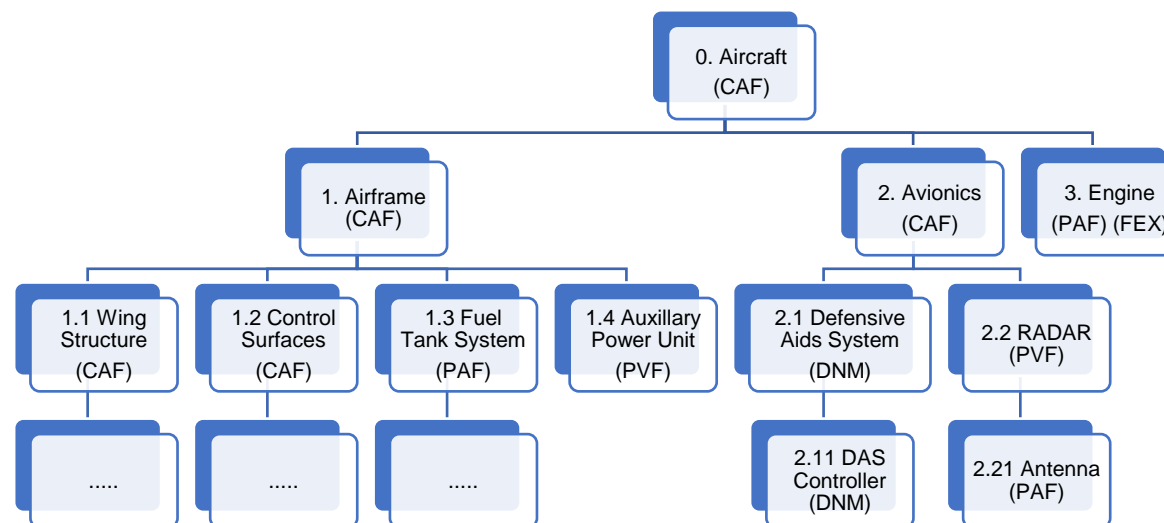 0. Aircraft
(CAF)
1. Airframe
(CAF)
2. Avionics
(CAF)
3. Engine
(PAF) (FEX)
1.1 Wing
Structure
(CAF)
1.2 Control
Surfaces
(CAF)
1.3 Fuel
Tank System
(PAF)
1.4 Auxillary
Power Unit
(PVF)
2.1 Defensive
Aids System
(DNM)
2.2 RADAR
(PVF)
.....
.....
.....
2.11 DAS
Controller
(DNM)
2.21 Antenna
(PAF)